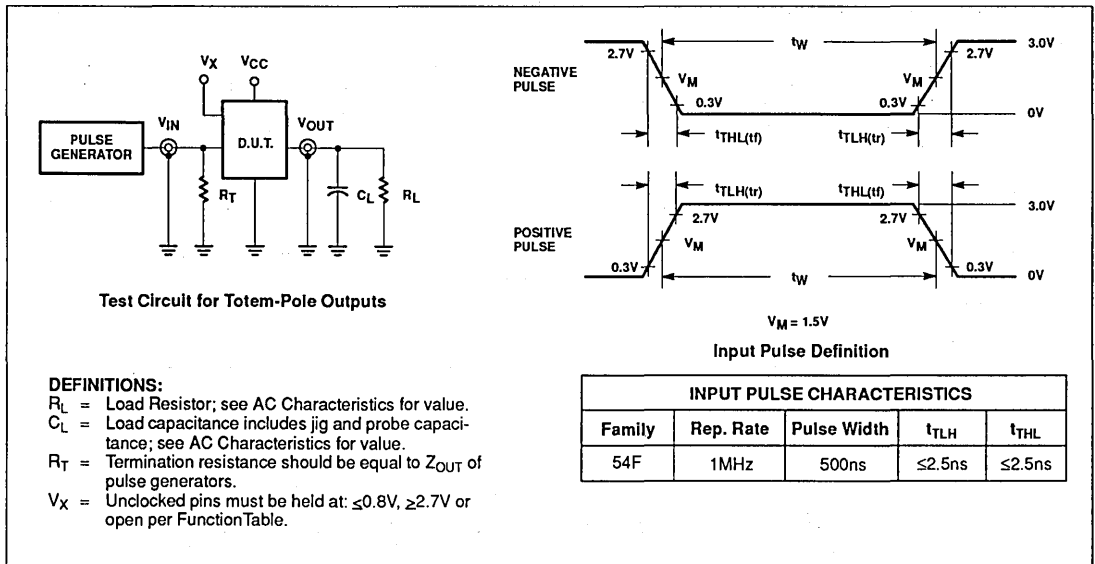 VX VCC
VIN VOUT
PULSE
GENERATOR
D.U.T.
RT CL RL
Test Circuit for Totem-Pole Outputs
DEFINITIONS:
RL = Load Resistor; see AC Characteristics for value.
CL = Load capacitance includes jig and probe capaci-
tance; see AC Characteristics for value.
RT = Termination resistance should be equal to ZOUT of
pulse generators.
VX = Unclocked pins must be held at: ≤0.8V, ≥2.7V or
open per FunctionTable.
NEGATIVE
PULSE
2.7V tW 2.7V 3.0V
VM VM
0.3V 0.3V 0V
tTHL(tf) tTLH(tr)
tTLH(tr) tTHL(tf)
POSITIVE
PULSE
2.7V 2.7V 3.0V
VM VM
0.3V tW 0.3V 0V
VM = 1.5V
Input Pulse Definition
INPUT PULSE CHARACTERISTICS
Family Rep. Rate Pulse Width tTLH tTHL
54F 1MHz 500ns ≤2.5ns ≤2.5ns